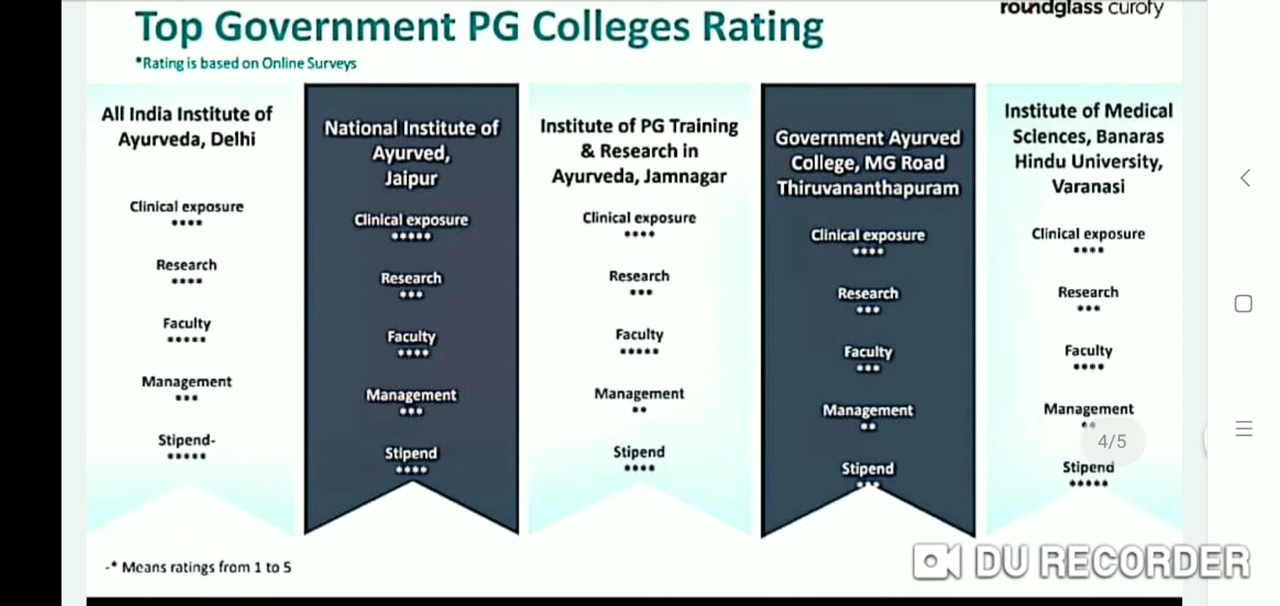 roundglass curofy
Top Government PG Colleges Rating
*Rating is based on Online Surveys
All India Institute of
Ayurveda, Delhi
Clinical exposure
****
Research
****
Faculty
*****
Management
***
Stipend-
*****
National Institute of
Ayurved,
Jaipur
Clinical exposure
*****
Research
***
Faculty
****
Management
***
Stipend
****
Institute of PG Training
& Research in
Ayurveda, Jamnagar
Clinical exposure
****
Research
***
Faculty
*****
Management
**
Stipend
****
Government Ayurved
College, MG Road
Thiruvananthapuram
Clinical exposure
****
Research
***
Faculty
***
Management
**
Stipend
***
Institute of Medical
Sciences, Banaras
Hindu University,
Varanasi
Clinical exposure
****
Research
***
Faculty
****
Management
**
4/5
Stipend
*****
-* Means ratings from 1 to 5
DU RECORDER